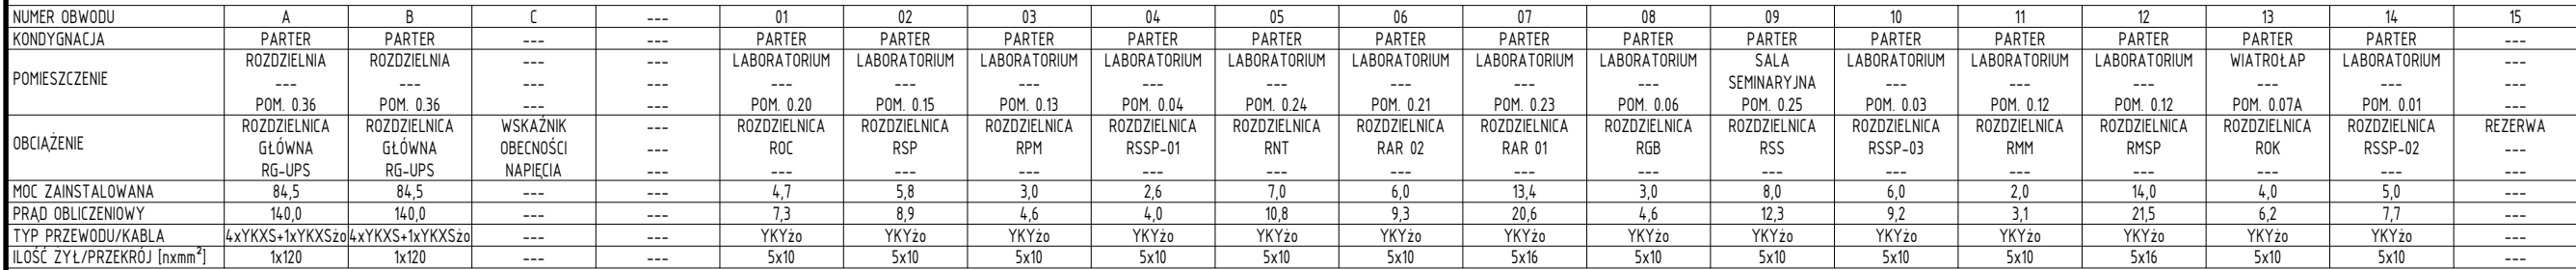 NUMER OBWODU A B C --- --- 01 02 03 04 05 06 07 08 09 10 11 12 13 14 15
KONDYGNACJA PARTER PARTER --- --- PARTER PARTER PARTER PARTER PARTER PARTER PARTER PARTER PARTER PARTER PARTER PARTER PARTER PARTER ---
ROZDZIELNIA ROZDZIELNIA --- --- LABORATORIUM LABORATORIUM LABORATORIUM LABORATORIUM LABORATORIUM LABORATORIUM LABORATORIUM LABORATORIUM SALA LABORATORIUM LABORATORIUM LABORATORIUM WIATROŁAP LABORATORIUM ---
POMIESZCZENIE --- --- --- --- --- --- --- --- --- --- --- --- SEMINARYJNA --- --- --- --- --- ---
POM. 0.36 POM. 0.36 --- --- POM. 0.20 POM. 0.15 POM. 0.13 POM. 0.04 POM. 0.24 POM. 0.21 POM. 0.23 POM. 0.06 POM. 0.25 POM. 0.03 POM. 0.12 POM. 0.12 POM. 0.07A POM. 0.01 ---
ROZDZIELNICA ROZDZIELNICA WSKAŹNIK --- ROZDZIELNICA ROZDZIELNICA ROZDZIELNICA ROZDZIELNICA ROZDZIELNICA ROZDZIELNICA ROZDZIELNICA ROZDZIELNICA ROZDZIELNICA ROZDZIELNICA ROZDZIELNICA ROZDZIELNICA ROZDZIELNICA ROZDZIELNICA REZERWA
OBCIĄŻENIE GŁÓWNA GŁÓWNA OBECNOŚCI --- ROC RSP RPM RSSP-01 RNT RAR 02 RAR 01 RGB RSS RSSP-03 RMM RMSP ROK RSSP-02 ---
RG-UPS RG-UPS NAPIĘCIA --- --- --- --- --- --- --- --- --- --- --- --- --- --- --- ---
MOC ZAINSTALOWANA 84,5 84,5 --- --- 4,7 5,8 3,0 2,6 7,0 6,0 13,4 3,0 8,0 6,0 2,0 14,0 4,0 5,0 ---
PRĄD OBLICZENIOWY 140,0 140,0 --- --- 7,3 8,9 4,6 4,0 10,8 9,3 20,6 4,6 12,3 9,2 3,1 21,5 6,2 7,7 ---
TYP PRZEWODU/KABLA 4xYKXS+1xYKXSżo 4xYKXS+1xYKXSżo --- --- YKYżo YKYżo YKYżo YKYżo YKYżo YKYżo YKYżo YKYżo YKYżo YKYżo YKYżo YKYżo YKYżo YKYżo ---
ILOŚĆ ŻYŁ/PRZEKRÓJ [nxmm²] 1x120 1x120 --- --- 5x10 5x10 5x10 5x10 5x10 5x10 5x16 5x10 5x10 5x10 5x10 5x16 5x10 5x10 ---